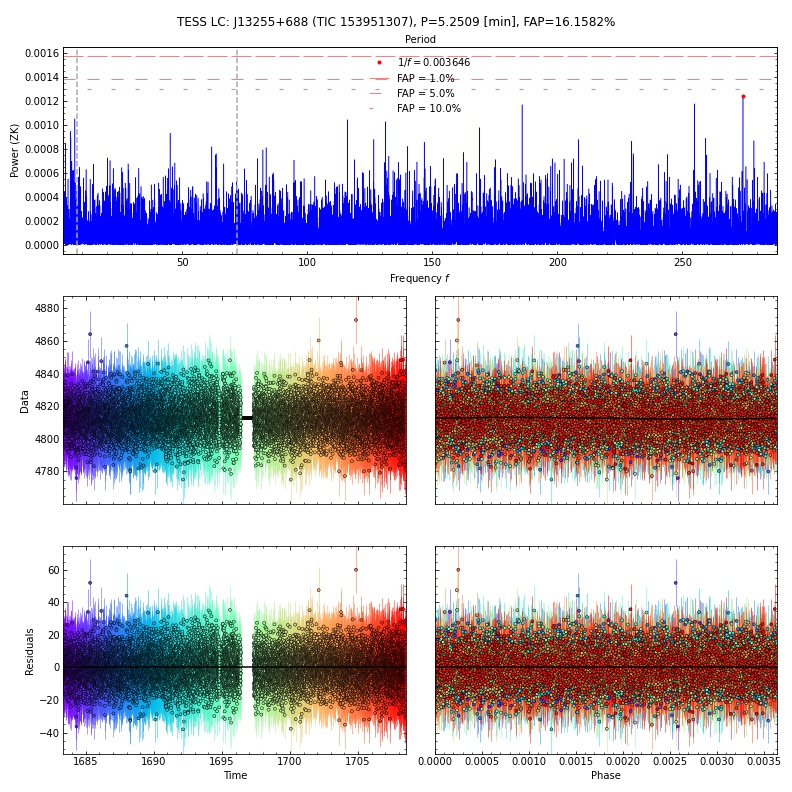 TESS LC: J13255+688 (TIC 153951307), P=5.2509 [min], FAP=16.1582%
Period
0.0016
0.0014
0.0012
0.0010
0.0008
0.0006
0.0004
0.0002
0.0000
Power (ZK)
1/f = 0.003646
FAP = 1.0%
FAP = 5.0%
FAP = 10.0%
50 100 150 200 250
Frequency f
4880
4860
4840
4820
4800
4780
Data
60
40
20
0
−20
−40
Residuals
1685 1690 1695 1700 1705
Time
0.0000 0.0005 0.0010 0.0015 0.0020 0.0025 0.0030 0.0035
Phase